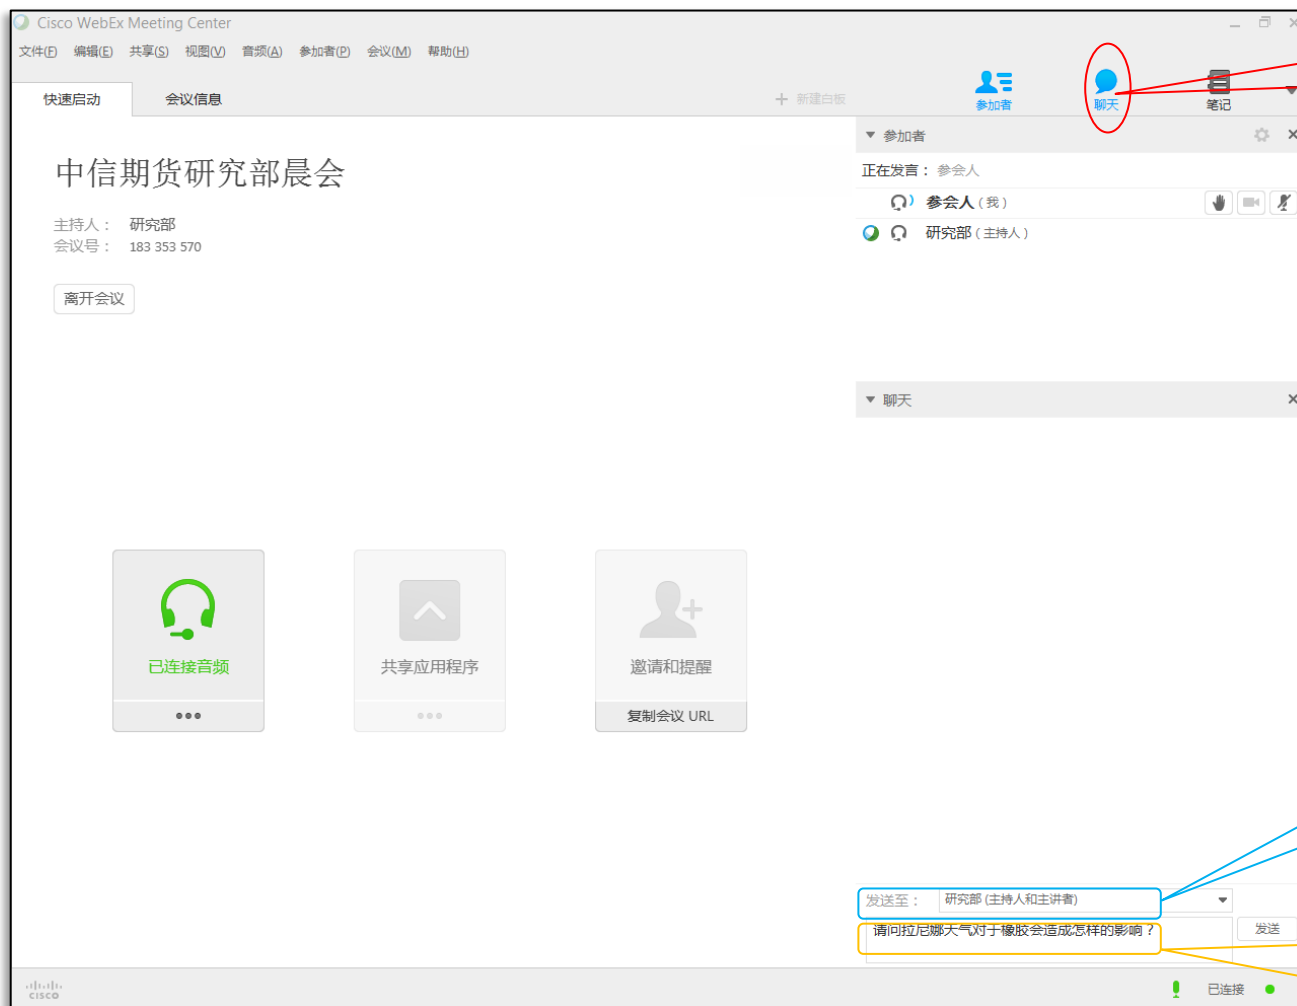 Cisco WebEx Meeting Center
文件(F) 编辑(E) 共享(S) 视图(V) 音频(A) 参加者(P) 会议(M) 帮助(H)
快速启动 会议信息 + 新建白板 参加者 聊天 笔记
参加者
中信期货研究部晨会
正在发言： 参会人
参会人 (我)
主持人： 研究部
研究部 (主持人)
会议号： 183 353 570
离开会议
聊天
已连接音频 共享应用程序 邀请和提醒
复制会议 URL
发送至： 研究部 (主持人和主讲者)
请问拉尼娜天气对于橡胶会造成怎样的影响？ 发送
CISCO 已连接